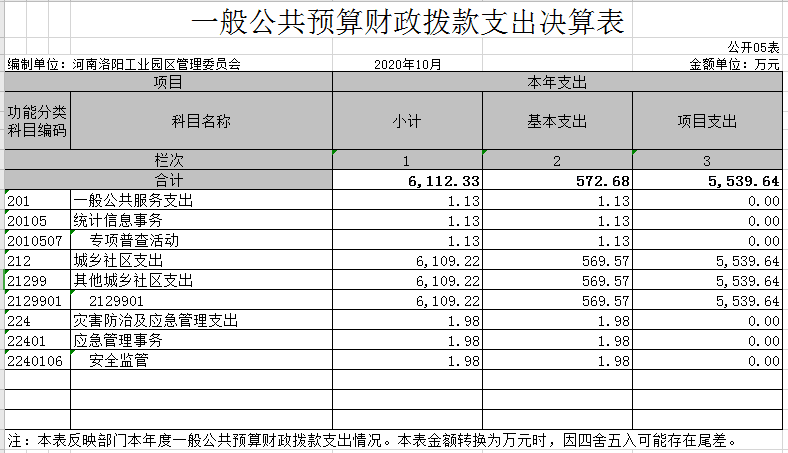 一般公共预算财政拨款支出决算表
公开05表
编制单位：河南洛阳工业园区管理委员会 2020年10月 金额单位：万元
项目 本年支出
功能分类科目编码 科目名称 小计 基本支出 项目支出
栏次 1 2 3
合计 6,112.33 572.68 5,539.64
201 一般公共服务支出 1.13 1.13 0.00
20105 统计信息事务 1.13 1.13 0.00
2010507 专项普查活动 1.13 1.13 0.00
212 城乡社区支出 6,109.22 569.57 5,539.64
21299 其他城乡社区支出 6,109.22 569.57 5,539.64
2129901 2129901 6,109.22 569.57 5,539.64
224 灾害防治及应急管理支出 1.98 1.98 0.00
22401 应急管理事务 1.98 1.98 0.00
2240106 安全监管 1.98 1.98 0.00
注：本表反映部门本年度一般公共预算财政拨款支出情况。本表金额转换为万元时，因四舍五入可能存在尾差。